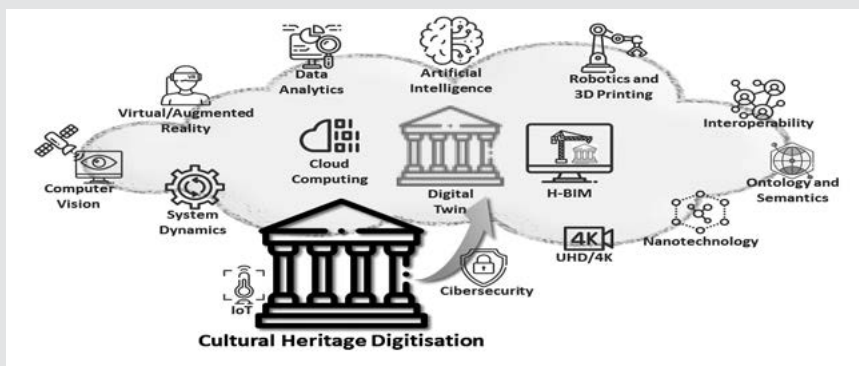 Data
Analytics
Artificial
Intelligence
Robotics and
3D Printing
VR
Virtual/Augmented
Reality
Interoperability
Cloud
Computing
Computer
Vision
System
Dynamics
Digital
Twin
H-BIM
Ontology and
Semantics
4K
UHD/4K
Nanotechnology
IoT
Cibersecurity
Cultural Heritage Digitisation